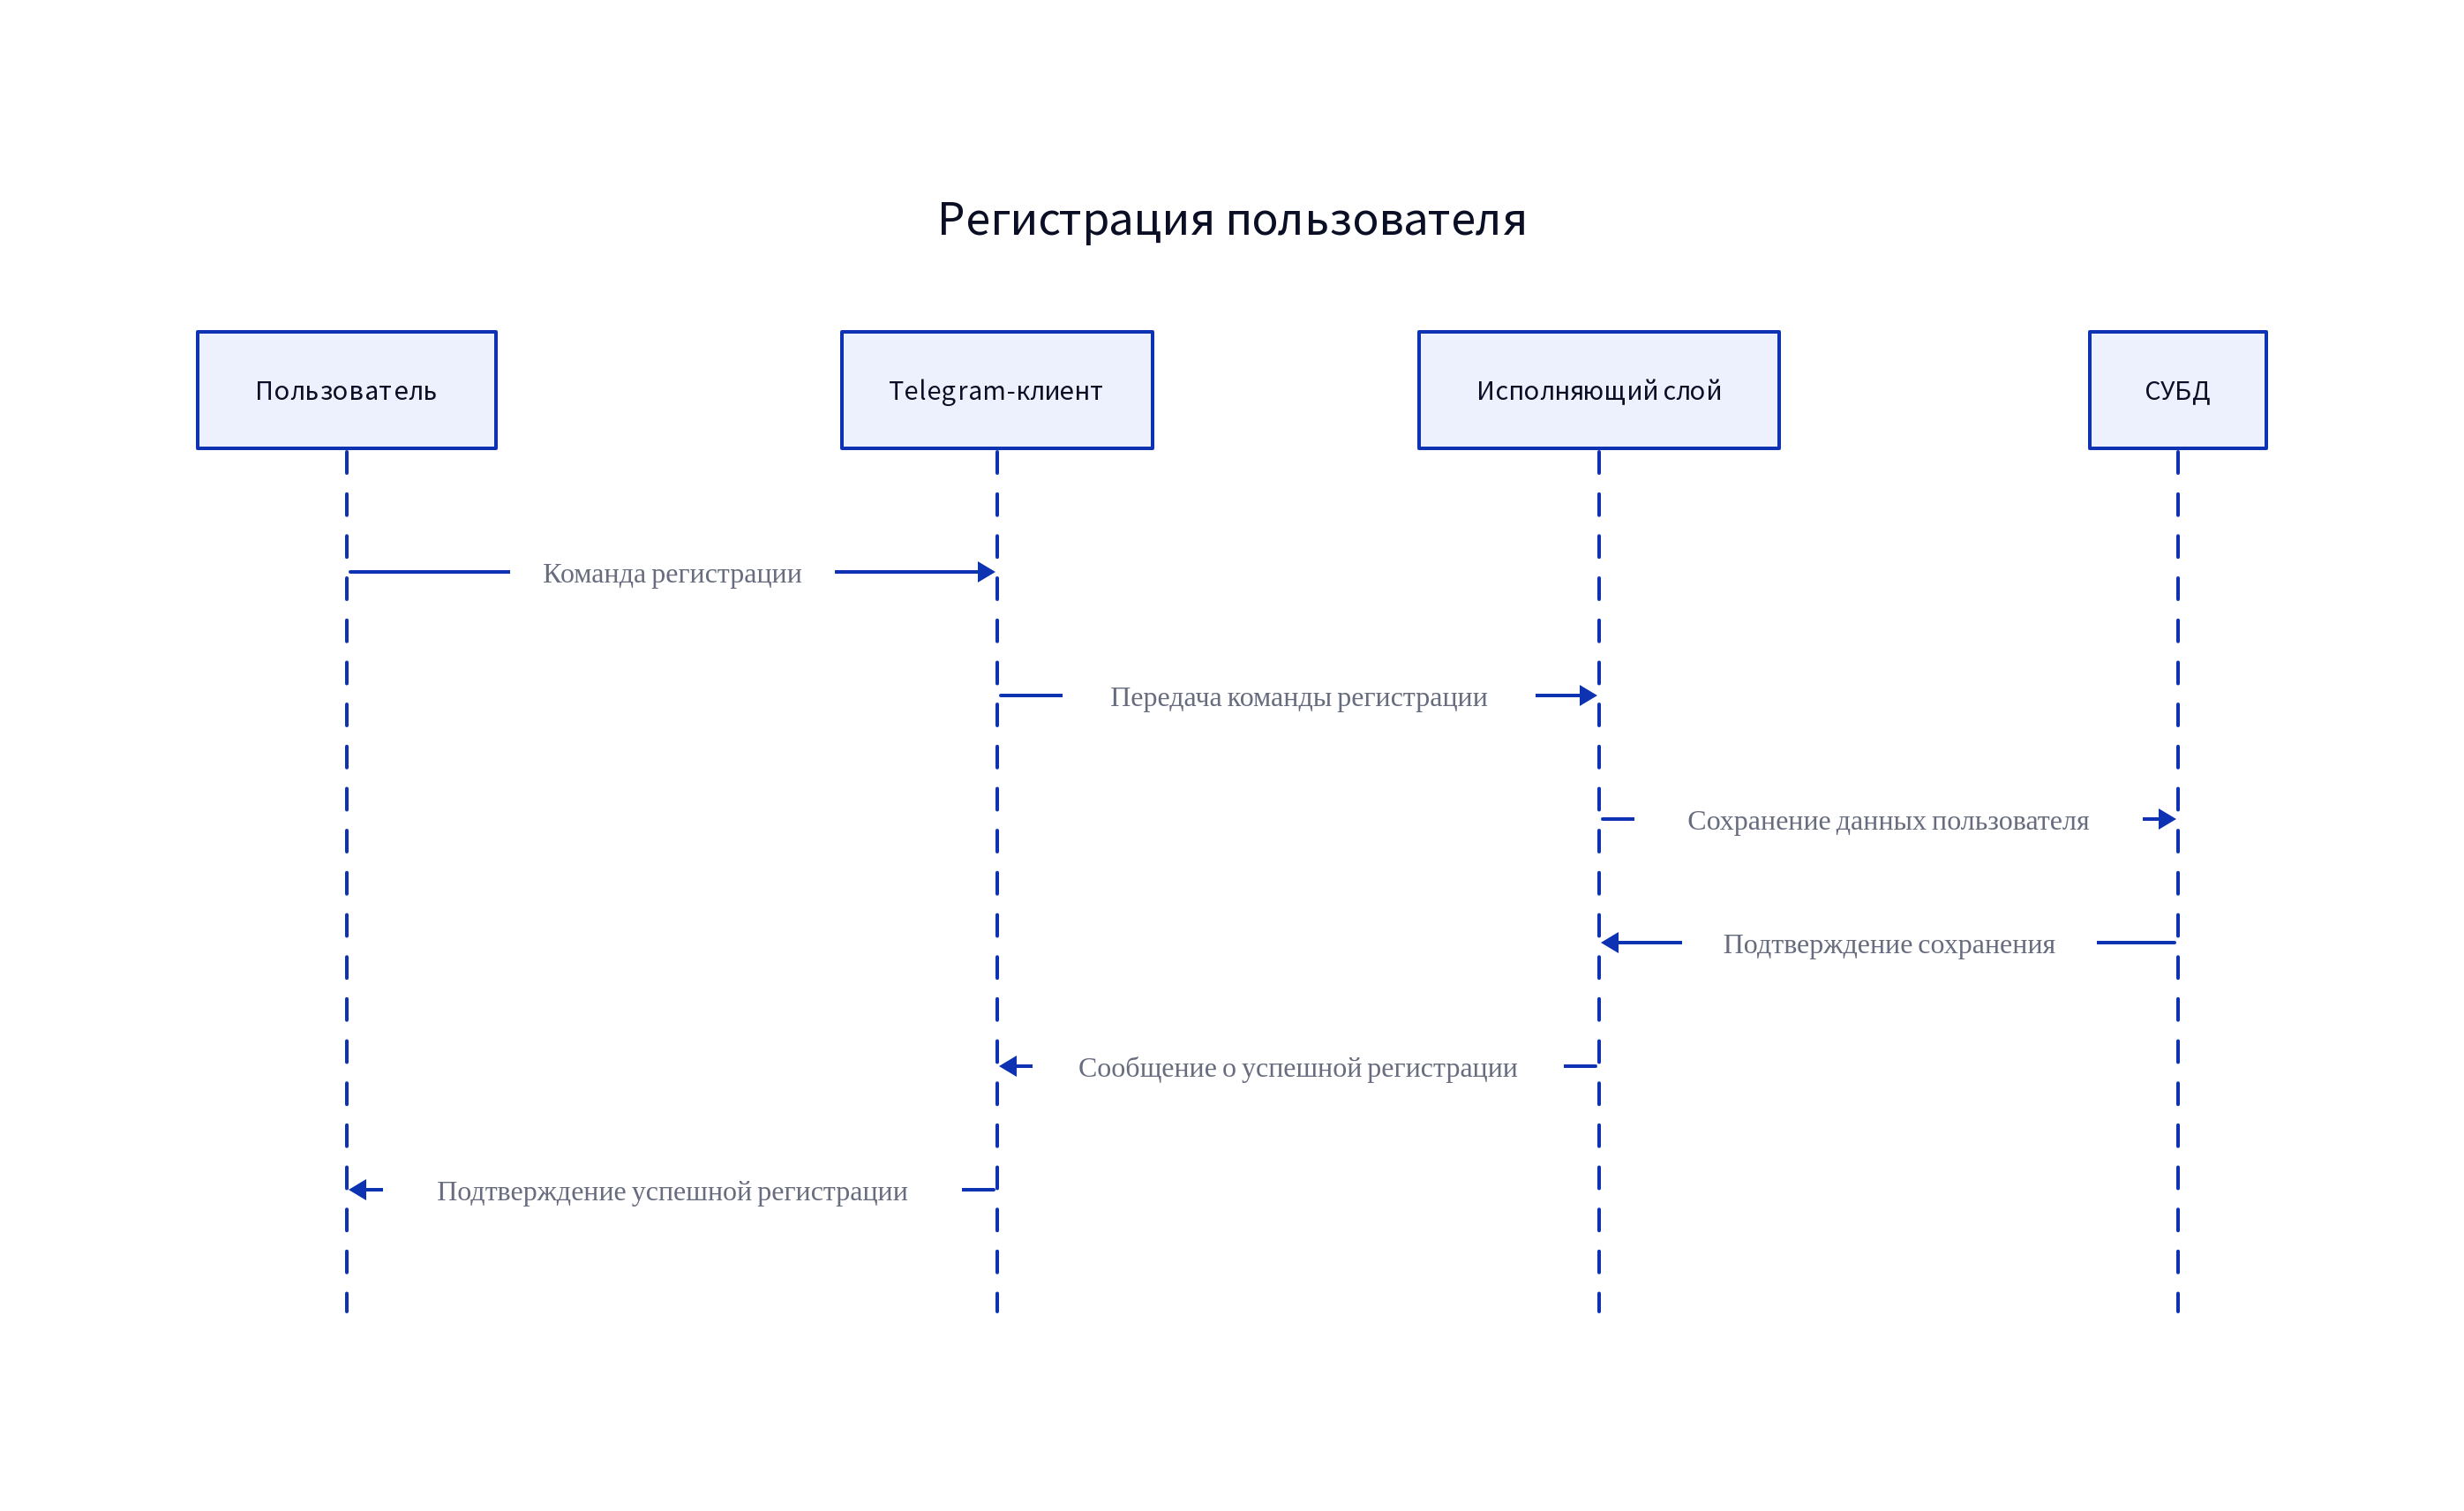 Регистрация пользователя
Пользователь
Telegram-клиент
Исполняющий слой
СУБД
Команда регистрации
Передача команды регистрации
Сохранение данных пользователя
Подтверждение сохранения
Сообщение о успешной регистрации
Подтверждение успешной регистрации